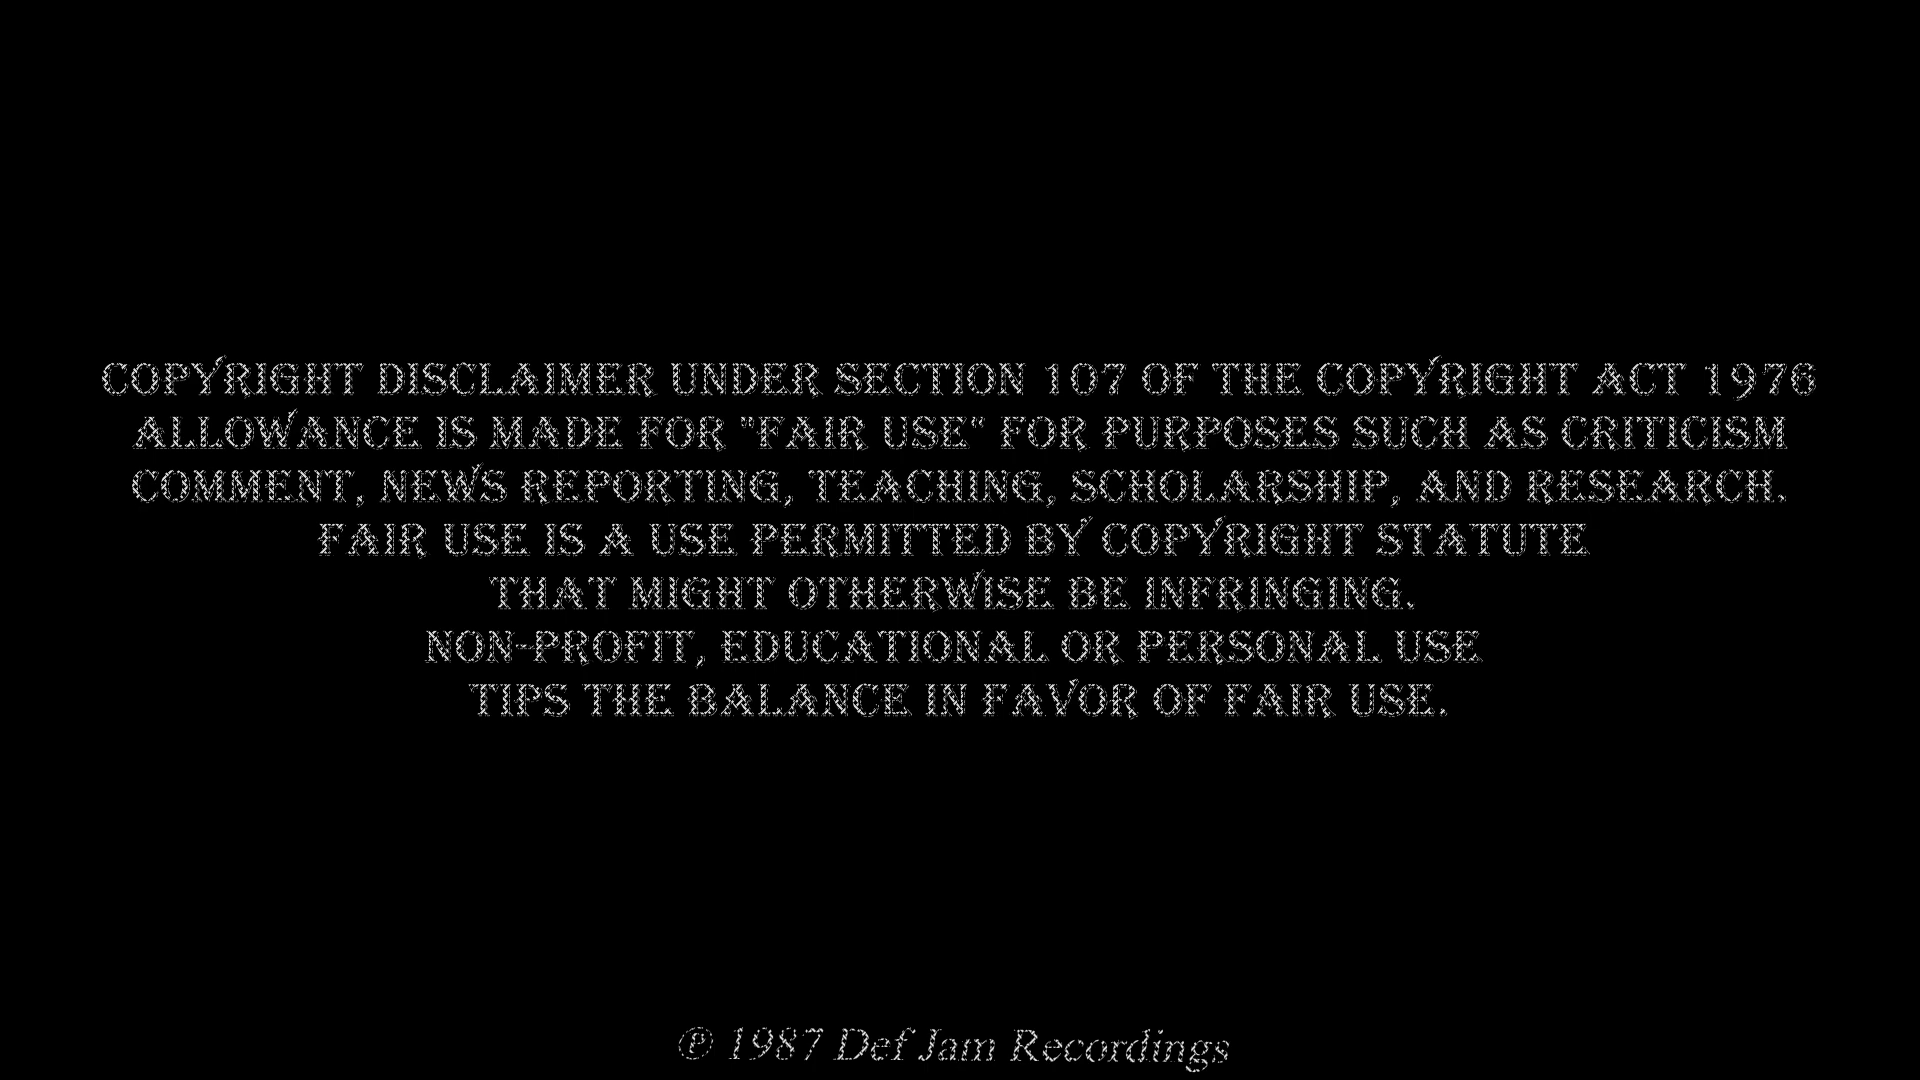 COPYRIGHT DISCLAIMER UNDER SECTION 107 OF THE COPYRIGHT ACT 1976
ALLOWANCE IS MADE FOR "FAIR USE" FOR PURPOSES SUCH AS CRITICISM
COMMENT, NEWS REPORTING, TEACHING, SCHOLARSHIP, AND RESEARCH.
FAIR USE IS A USE PERMITTED BY COPYRIGHT STATUTE
THAT MIGHT OTHERWISE BE INFRINGING.
NON-PROFIT, EDUCATIONAL OR PERSONAL USE
TIPS THE BALANCE IN FAVOR OF FAIR USE.
℗ 1987 Def Jam Recordings